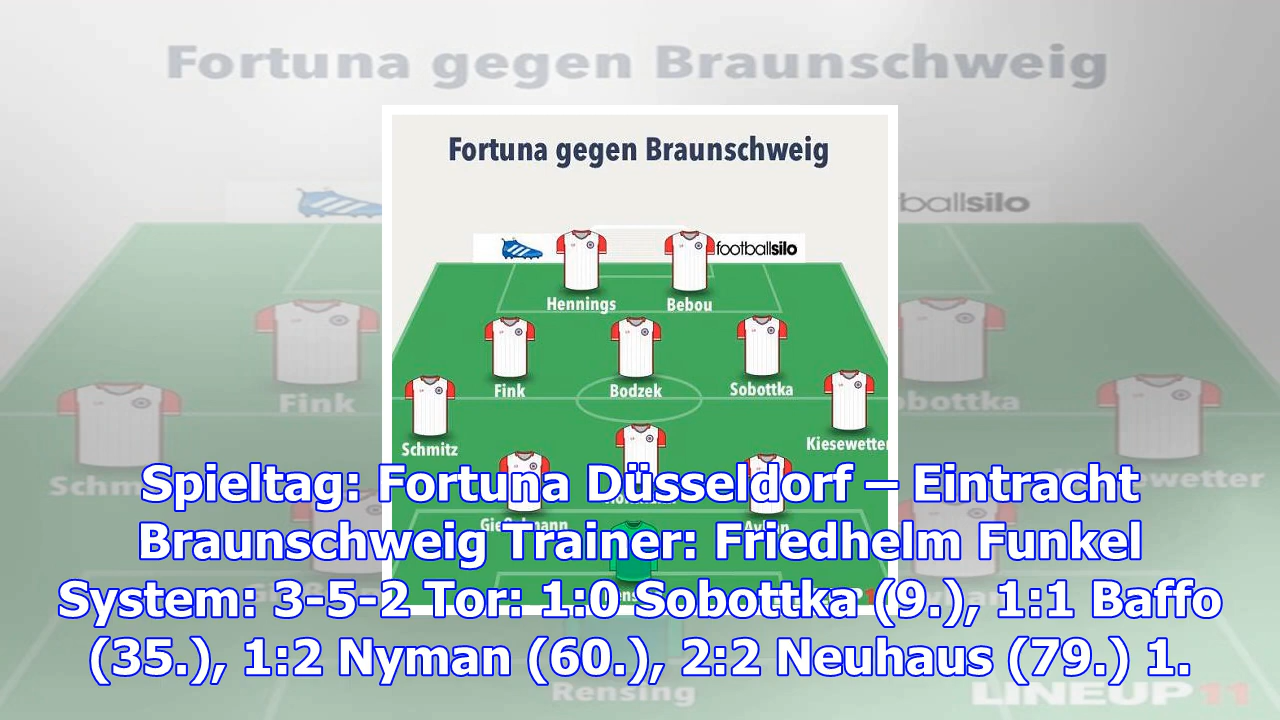 Fortuna gegen Braunschweig
Fortuna gegen Braunschweig
footballsilo
ballsilo
Hennings
Bebou
Fink
Bodzek
Sobottka
Fink
Schmitz
Kiesewetter
Spieltag: Fortuna Düsseldorf – Eintracht
Braunschweig Trainer: Friedhelm Funkel
System: 3-5-2 Tor: 1:0 Sobottka (9.), 1:1 Baffo
(35.), 1:2 Nyman (60.), 2:2 Neuhaus (79.) 1.
Rensing
LINEUP11